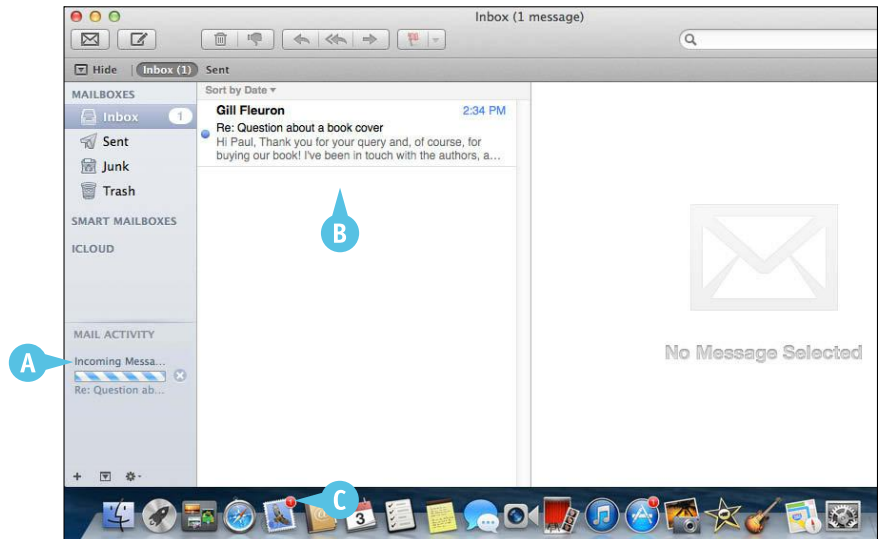 Inbox (1 message)
Hide Inbox (1) Sent
MAILBOXES
Inbox 1
Sent
Junk
Trash
SMART MAILBOXES
ICLOUD
MAIL ACTIVITY
Incoming Messa...
Re: Question ab...
Sort by Date
Gill Fleuron 2:34 PM
Re: Question about a book cover
Hi Paul, Thank you for your query and, of course, for
buying our book! I've been in touch with the authors, a...
No Message Selected
A
B
C
1
3
1